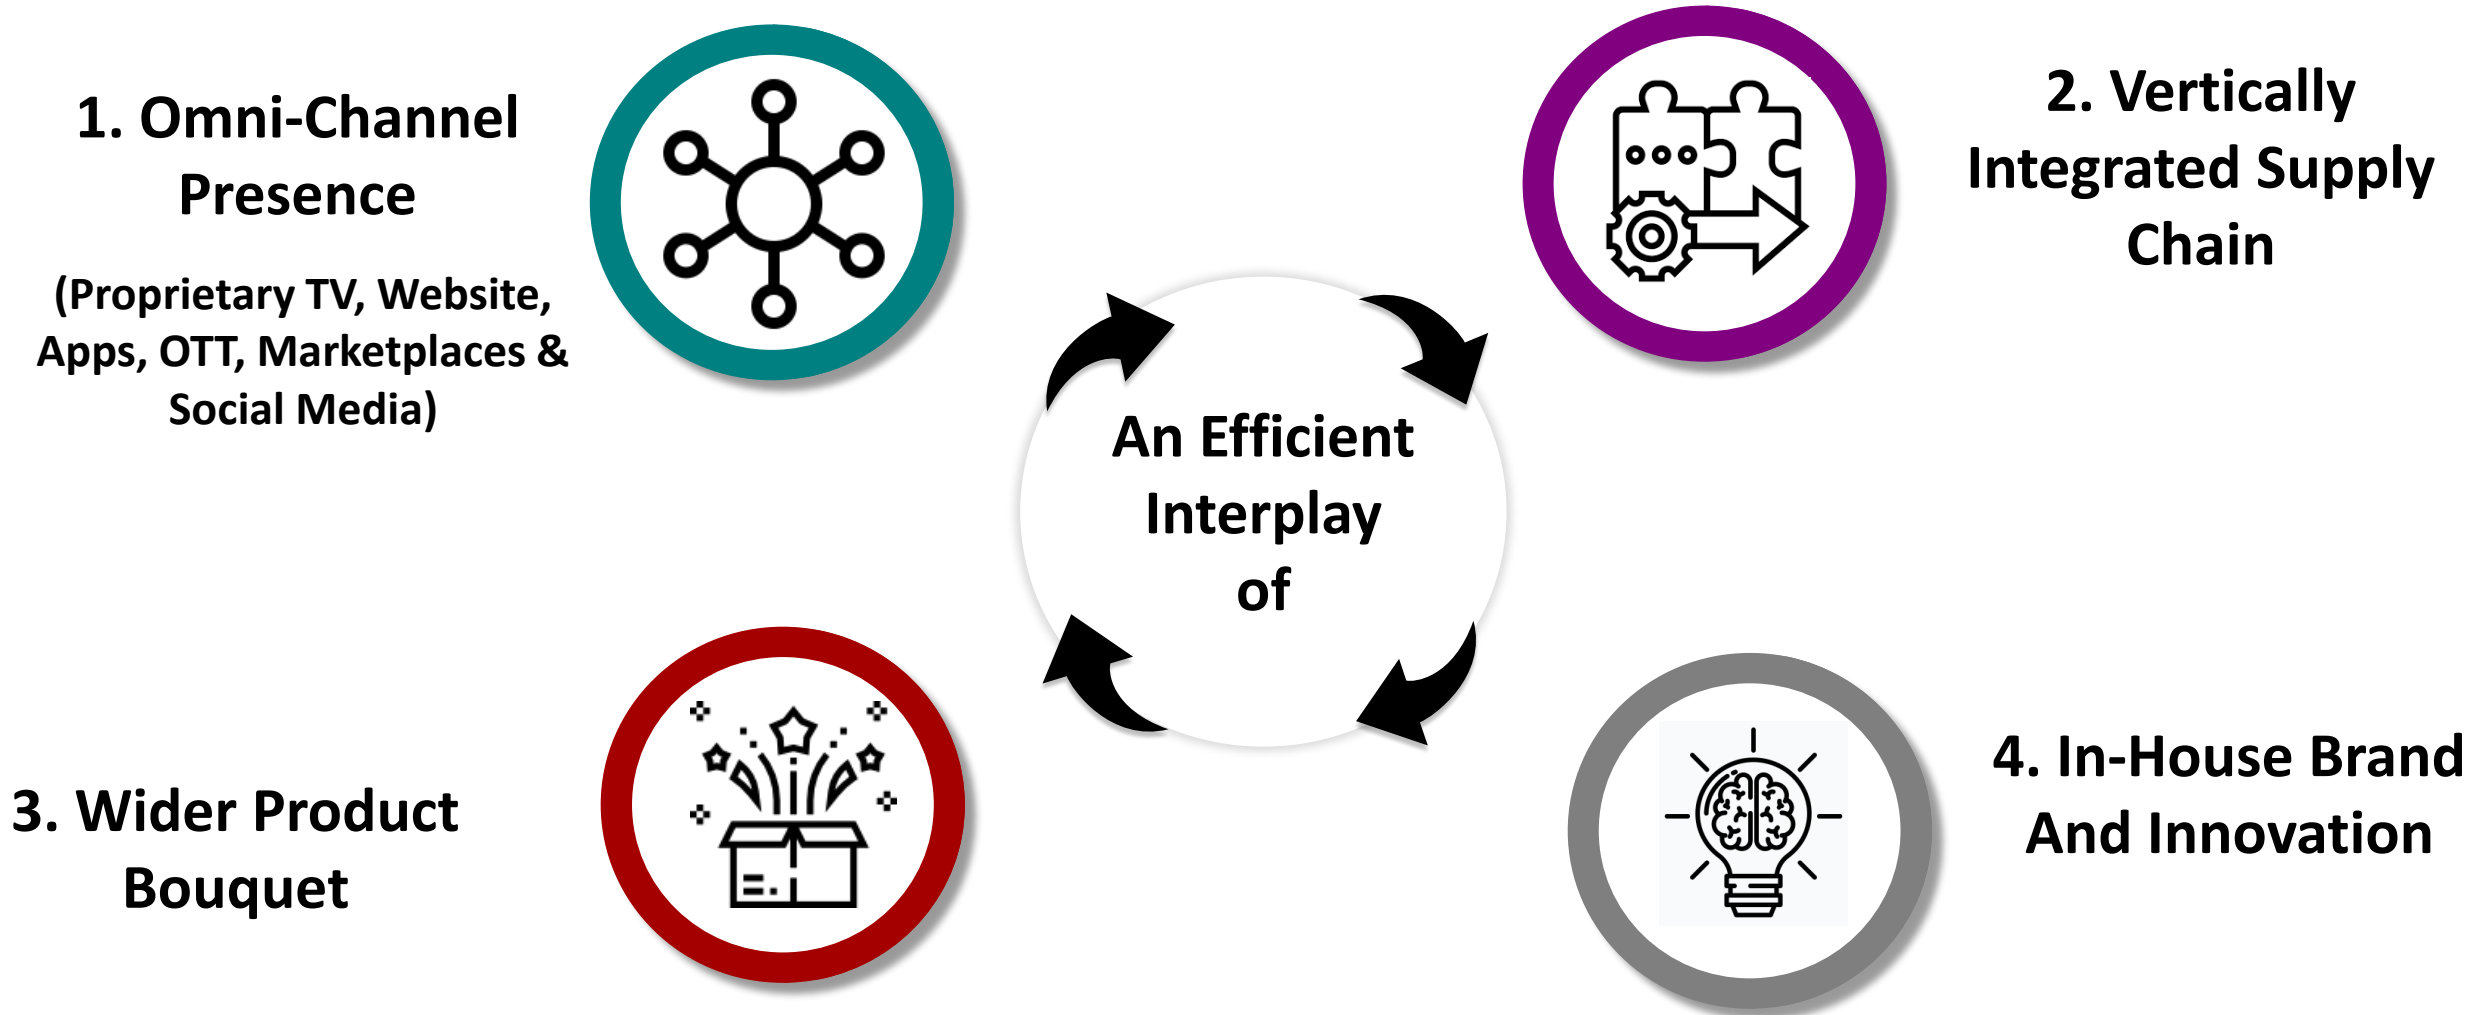 1. Omni-Channel
Presence
(Proprietary TV, Website,
Apps, OTT, Marketplaces &
Social Media)
2. Vertically
Integrated Supply
Chain
An Efficient
Interplay
of
3. Wider Product
Bouquet
4. In-House Brand
And Innovation